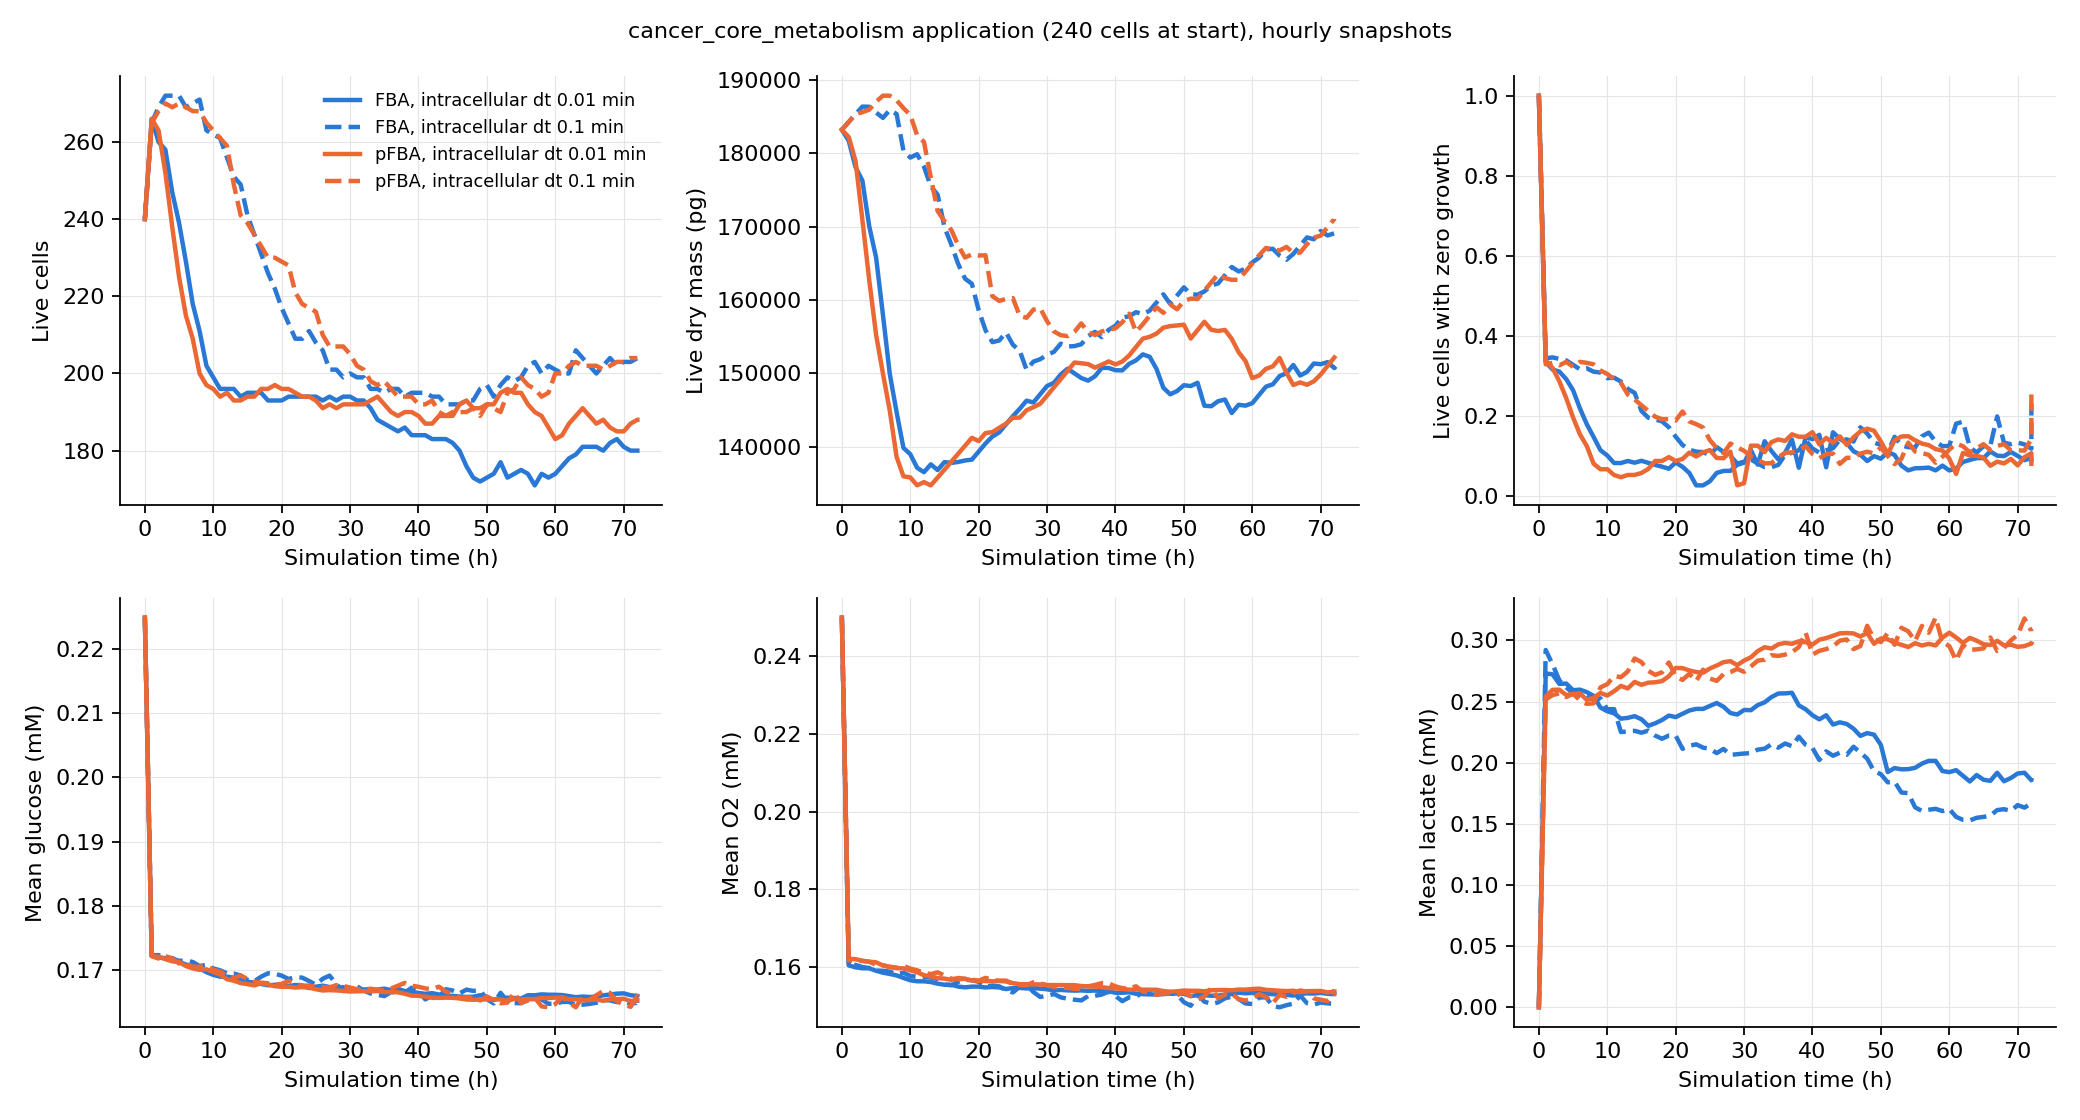 cancer_core_metabolism application (240 cells at start), hourly snapshots
Live cells
260
240
220
200
180
FBA, intracellular dt 0.01 min
FBA, intracellular dt 0.1 min
pFBA, intracellular dt 0.01 min
pFBA, intracellular dt 0.1 min
0 10 20 30 40 50 60 70
Simulation time (h)
Live dry mass (pg)
190000
180000
170000
160000
150000
140000
0 10 20 30 40 50 60 70
Simulation time (h)
Live cells with zero growth
1.0
0.8
0.6
0.4
0.2
0.0
0 10 20 30 40 50 60 70
Simulation time (h)
Mean glucose (mM)
0.22
0.21
0.20
0.19
0.18
0.17
0 10 20 30 40 50 60 70
Simulation time (h)
Mean O2 (mM)
0.24
0.22
0.20
0.18
0.16
0 10 20 30 40 50 60 70
Simulation time (h)
Mean lactate (mM)
0.30
0.25
0.20
0.15
0.10
0.05
0.00
0 10 20 30 40 50 60 70
Simulation time (h)